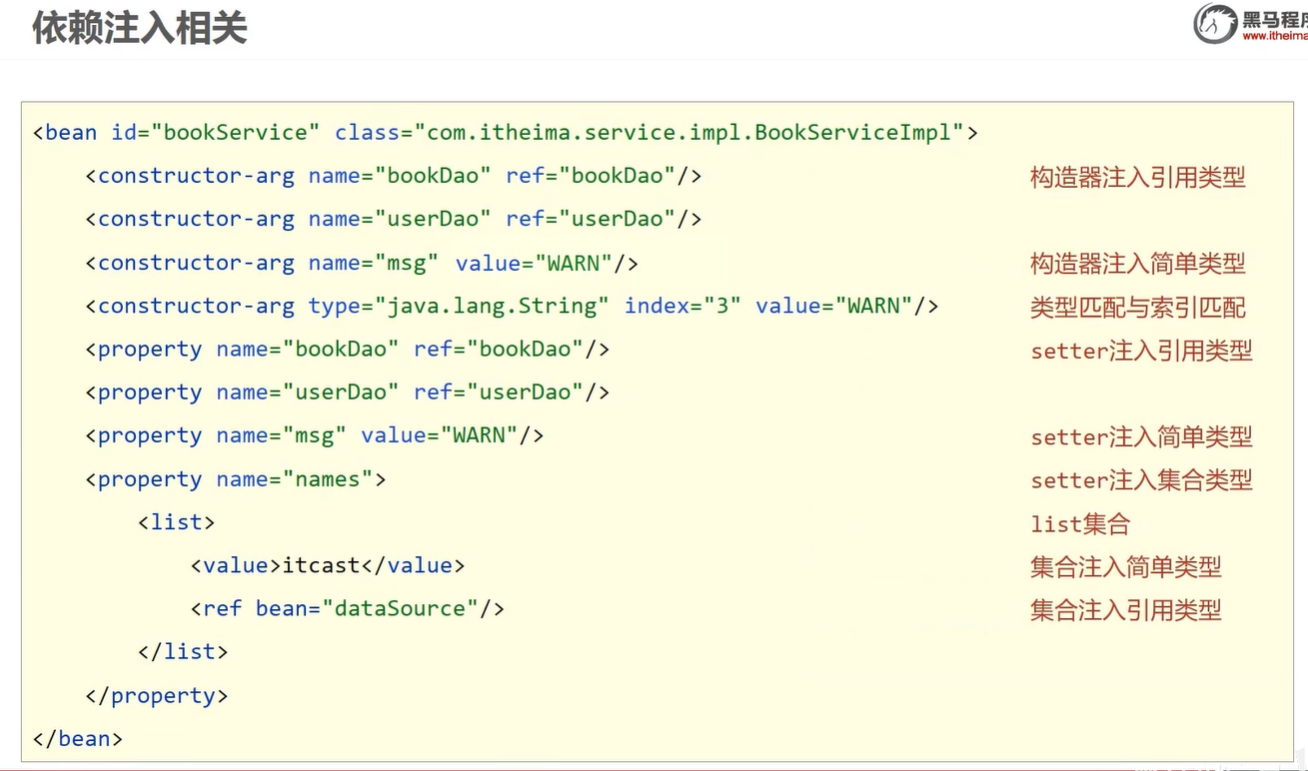 依赖注入相关
黑马程序
www.itheima
<bean id="bookService" class="com.itheima.service.impl.BookServiceImpl">
<constructor-arg name="bookDao" ref="bookDao"/> 构造器注入引用类型
<constructor-arg name="userDao" ref="userDao"/>
<constructor-arg name="msg" value="WARN"/> 构造器注入简单类型
<constructor-arg type="java.lang.String" index="3" value="WARN"/> 类型匹配与索引匹配
<property name="bookDao" ref="bookDao"/> setter注入引用类型
<property name="userDao" ref="userDao"/>
<property name="msg" value="WARN"/> setter注入简单类型
<property name="names"> setter注入集合类型
<list> list集合
<value>itcast</value> 集合注入简单类型
<ref bean="dataSource"/> 集合注入引用类型
</list>
</property>
</bean>